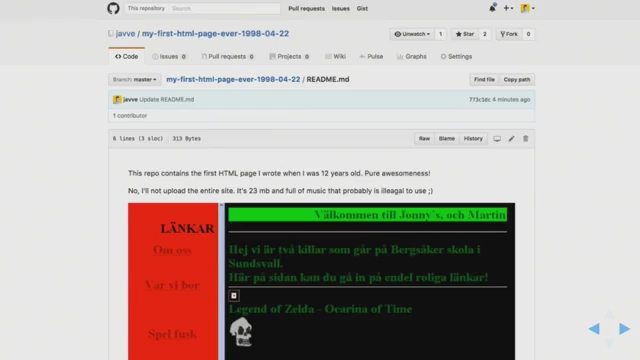 This repository
Search
Pull requests Issues Gist
javve / my-first-html-page-ever-1998-04-22
Unwatch 1 Star 2 Fork 0
Code Issues 0 Pull requests 0 Projects 0 Wiki Pulse Graphs Settings
Branch: master my-first-html-page-ever-1998-04-22 / README.md Find file Copy path
javve Update README.md 773c1dc 4 minutes ago
1 contributor
6 lines (3 sloc) 313 Bytes Raw Blame History
This repo contains the first HTML page I wrote when I was 12 years old. Pure awesomeness!
No, I'll not upload the entire site. It's 23 mb and full of music that probably is illeagal to use ;)
LÄNKAR
Om oss
Var vi bor
Spel fusk
Välkommen till Jonny's, och Martin
Hej vi är två killar som går på Bergsåker skola i
Sundsvall.
Här på sidan kan du gå in på endel roliga länkar!
Legend of Zelda - Ocarina of Time